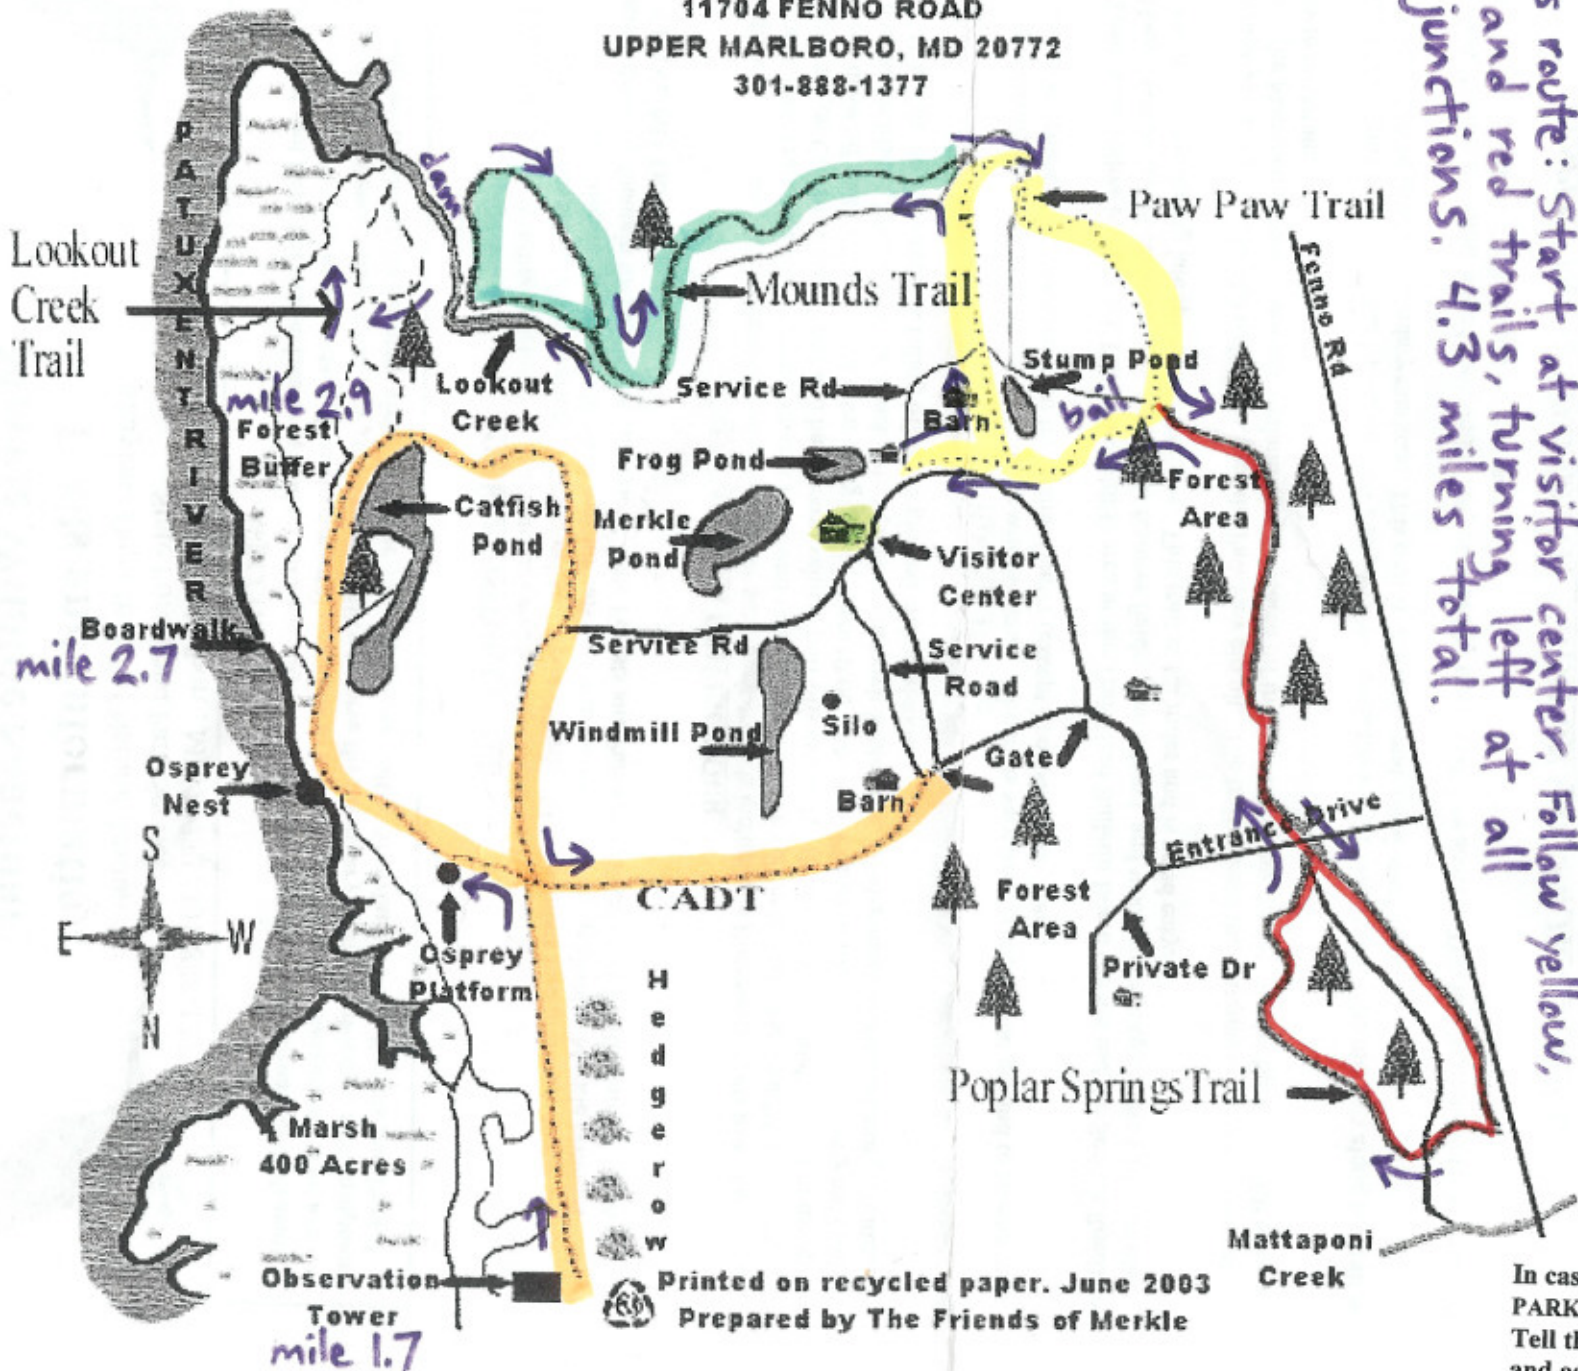 11704 FENNO ROAD
UPPER MARLBORO, MD 20772
301-888-1377
route: Start at visitor center. Follow yellow,
and red trails, turning left at all
junctions. 4.3 miles total.
PATUXENT RIVER
dam
Paw Paw Trail
Lookout
Creek
Trail
Fenno Rd
Mounds Trail
Stump Pond
Lookout
Creek
Service Rd
Barn
bail
mile 2.9
Forest
Buffer
Frog Pond
Forest
Area
Catfish
Pond
Merkle
Pond
Visitor
Center
Boardwalk
mile 2.7
Service Rd
Service
Road
Silo
Windmill Pond
Gate
Osprey
Nest
Barn
Entrance Drive
S
E W
N
CADT
Forest
Area
Osprey
Platform
Private Dr
Hedgerow
Poplar Springs Trail
Marsh
400 Acres
Mattaponi
Creek
Observation
Tower
mile 1.7
Printed on recycled paper. June 2003
Prepared by The Friends of Merkle
In cas
PARK
Tell th